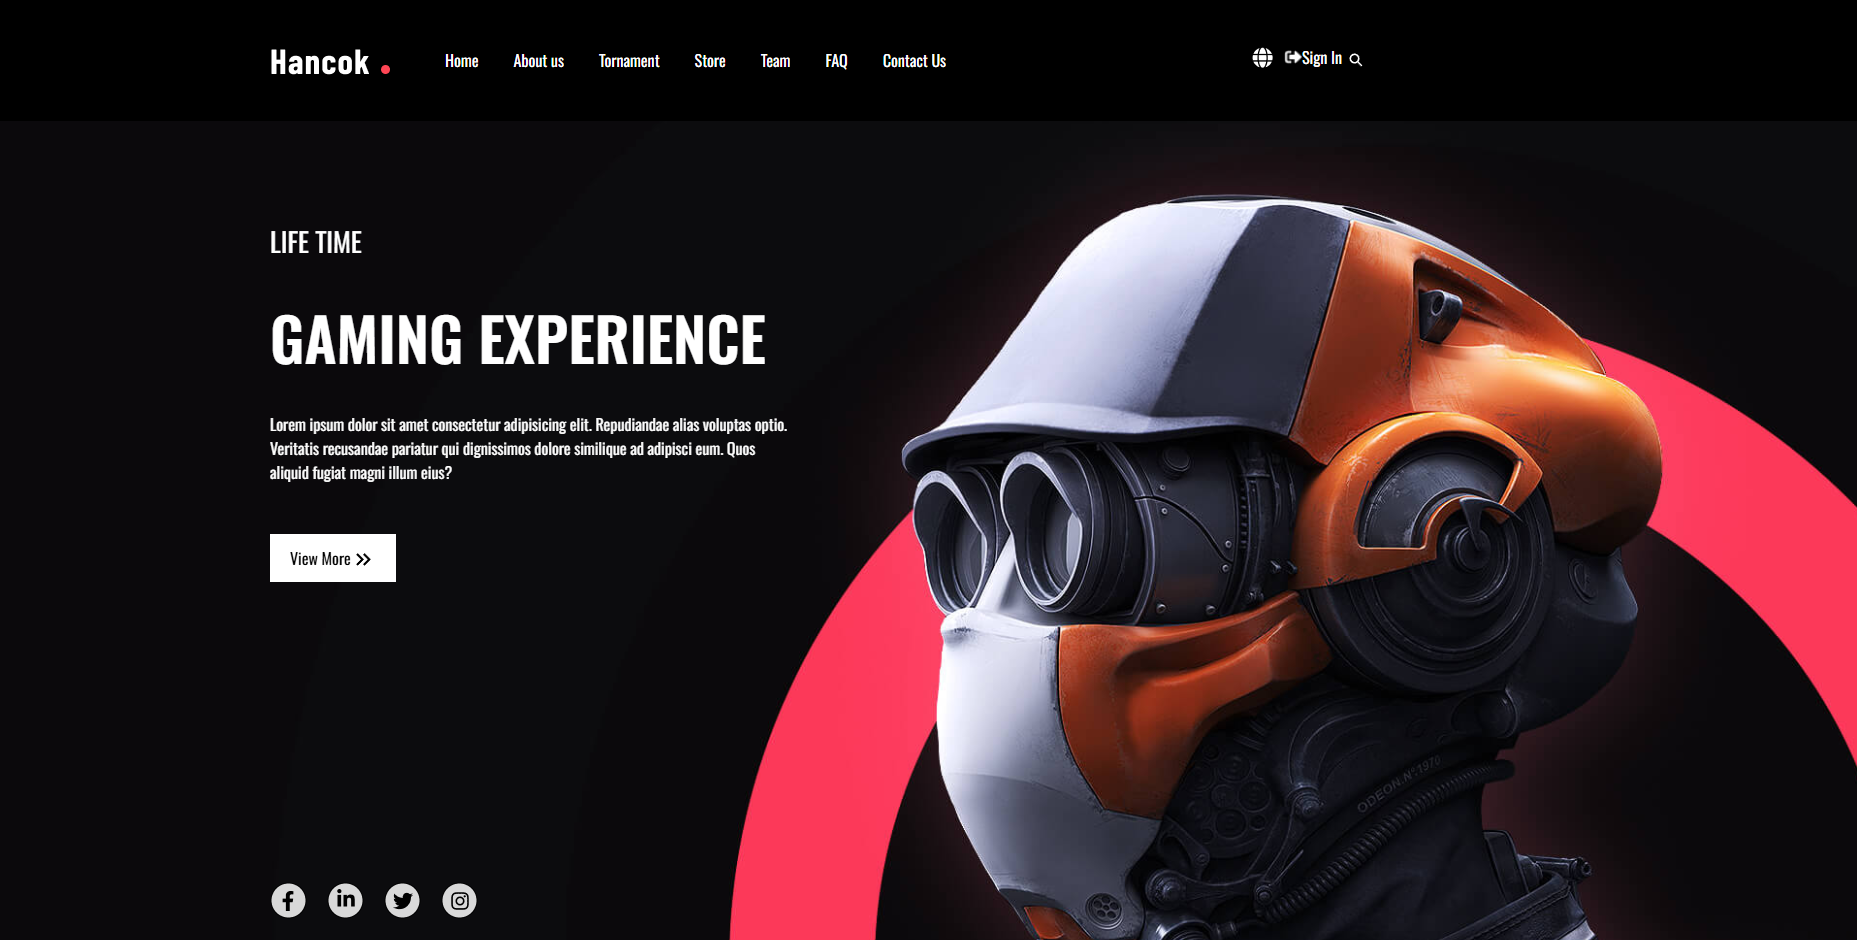 Hancok .
Home About us Tornament Store Team FAQ Contact Us
Sign In
LIFE TIME
GAMING EXPERIENCE
Lorem ipsum dolor sit amet consectetur adipisicing elit. Repudiandae alias voluptas optio.
Veritatis recusandae pariatur qui dignissimos dolore similique ad adipisci eum. Quos
aliquid fugiat magni illum eius?
View More
ODEON.Nº.1970